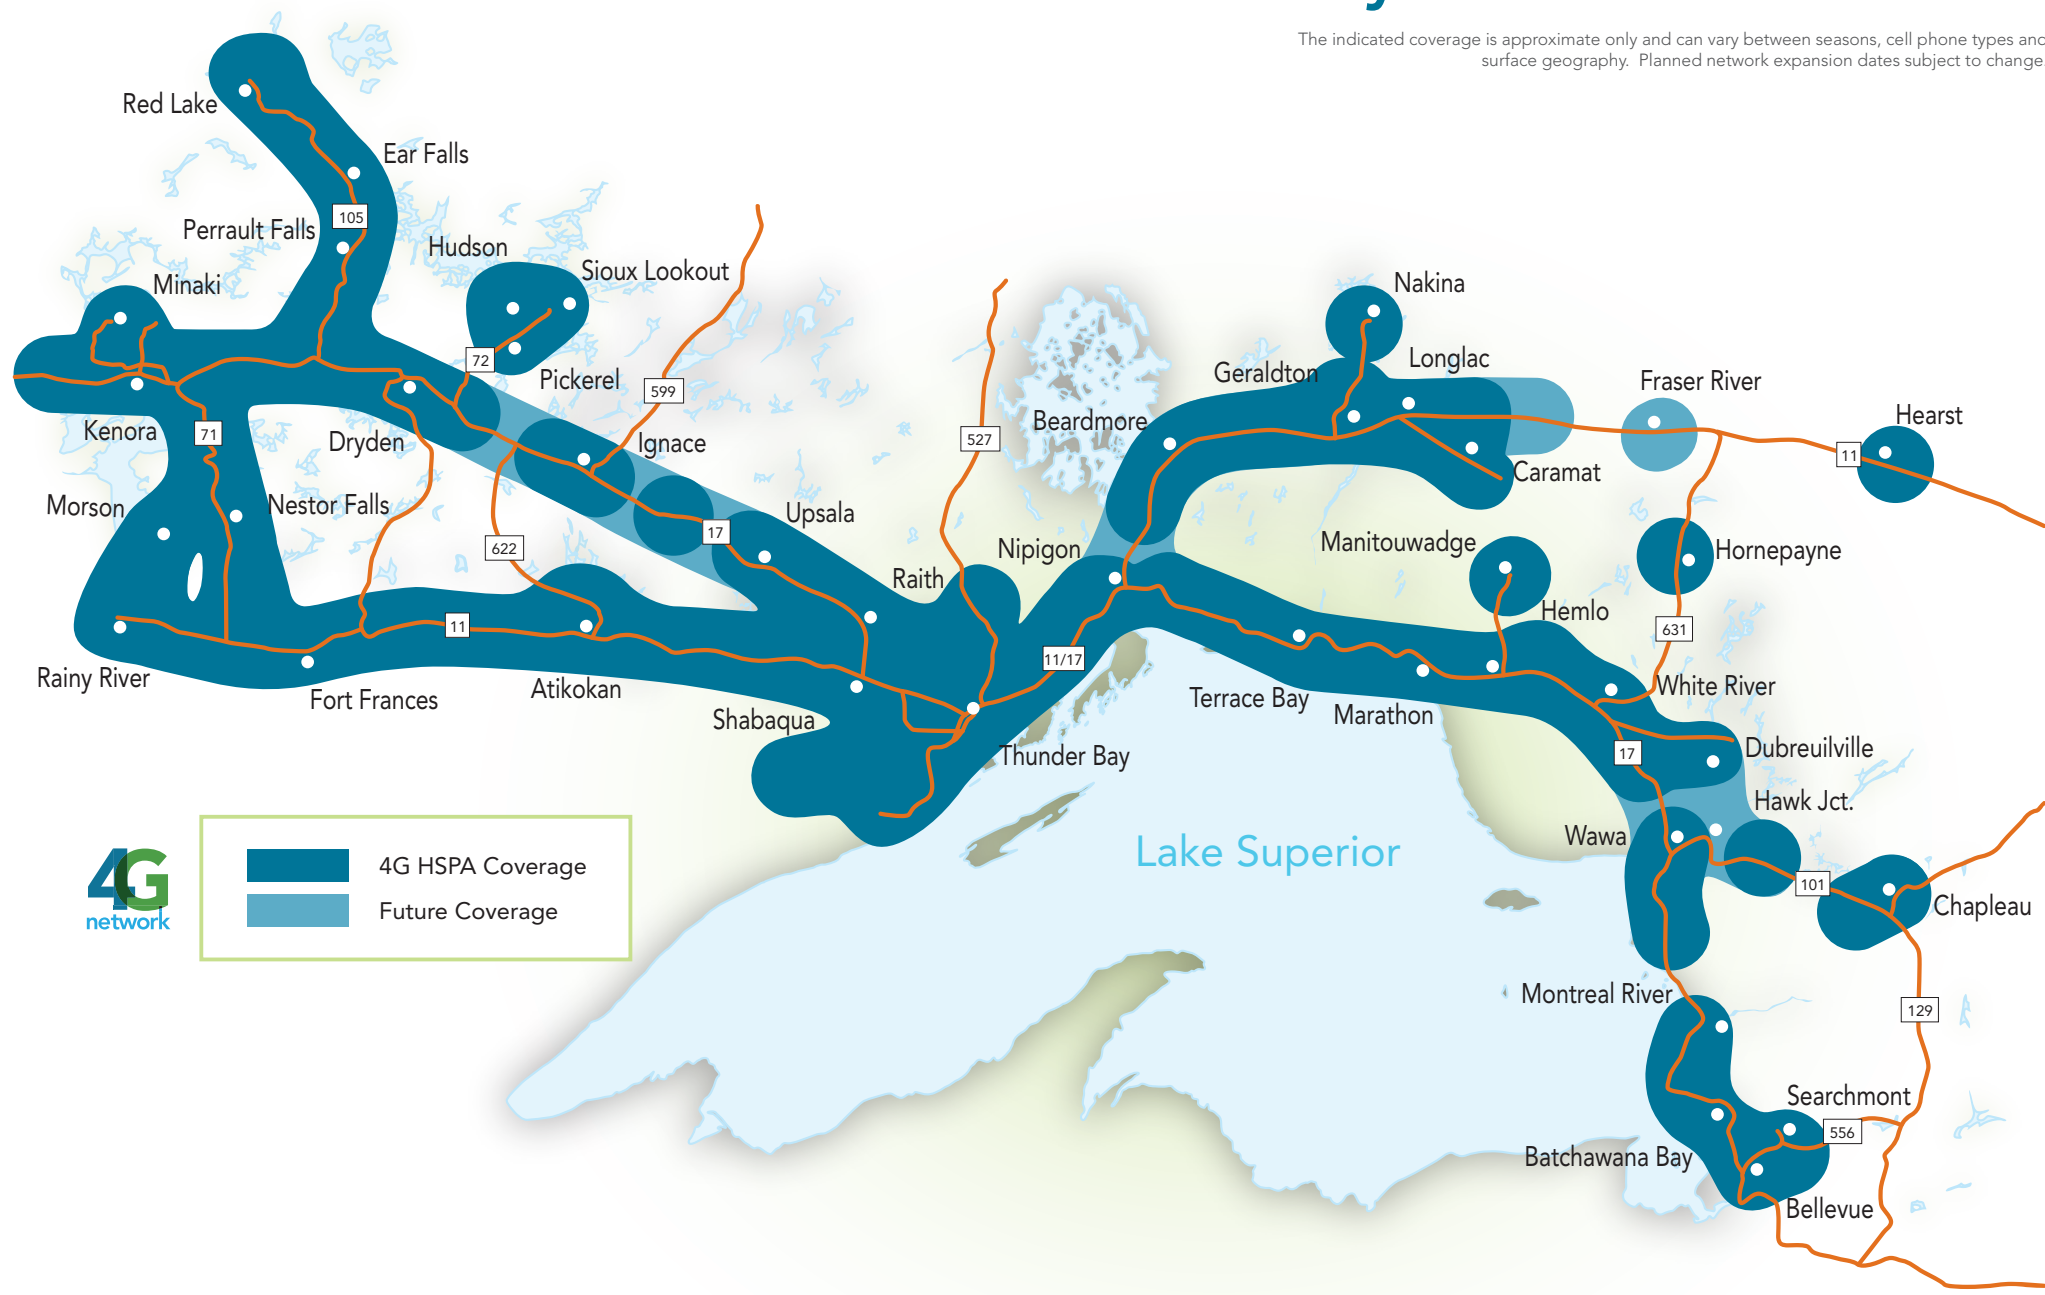 The indicated coverage is approximate only and can vary between seasons, cell phone types and
surface geography. Planned network expansion dates subject to change.
Red Lake
Ear Falls
105
Perrault Falls
Hudson
Sioux Lookout
Minaki
Nakina
72
Pickerel
599
Geraldton
Longlac
Fraser River
Beardmore
Hearst
Kenora
71
Dryden
Ignace
527
11
Caramat
Morson
Nestor Falls
Upsala
17
622
Nipigon
Manitouwadge
Hornepayne
Raith
Hemlo
11
631
11/17
Rainy River
Fort Frances
Atikokan
Shabaqua
Terrace Bay
Marathon
White River
Thunder Bay
17
Dubreuilville
Hawk Jct.
Wawa
Lake Superior
4G
network
4G HSPA Coverage
Future Coverage
101
Chapleau
Montreal River
129
Searchmont
556
Batchawana Bay
Bellevue